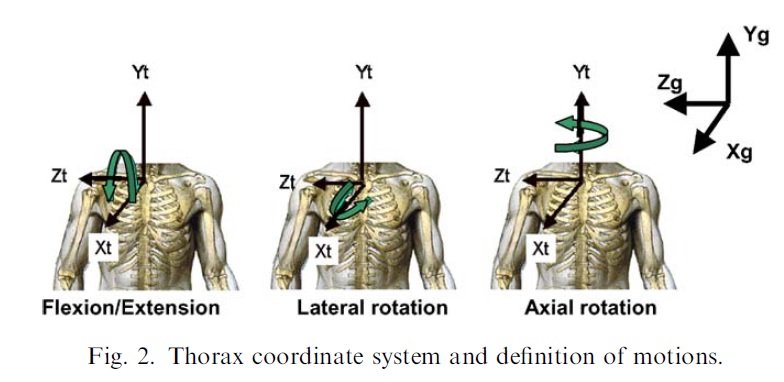 Yt
Yt
Yt
Yg
Zg
Xg
Zt
Zt
Zt
Xt
Xt
Xt
Flexion/Extension
Lateral rotation
Axial rotation
Fig. 2. Thorax coordinate system and definition of motions.